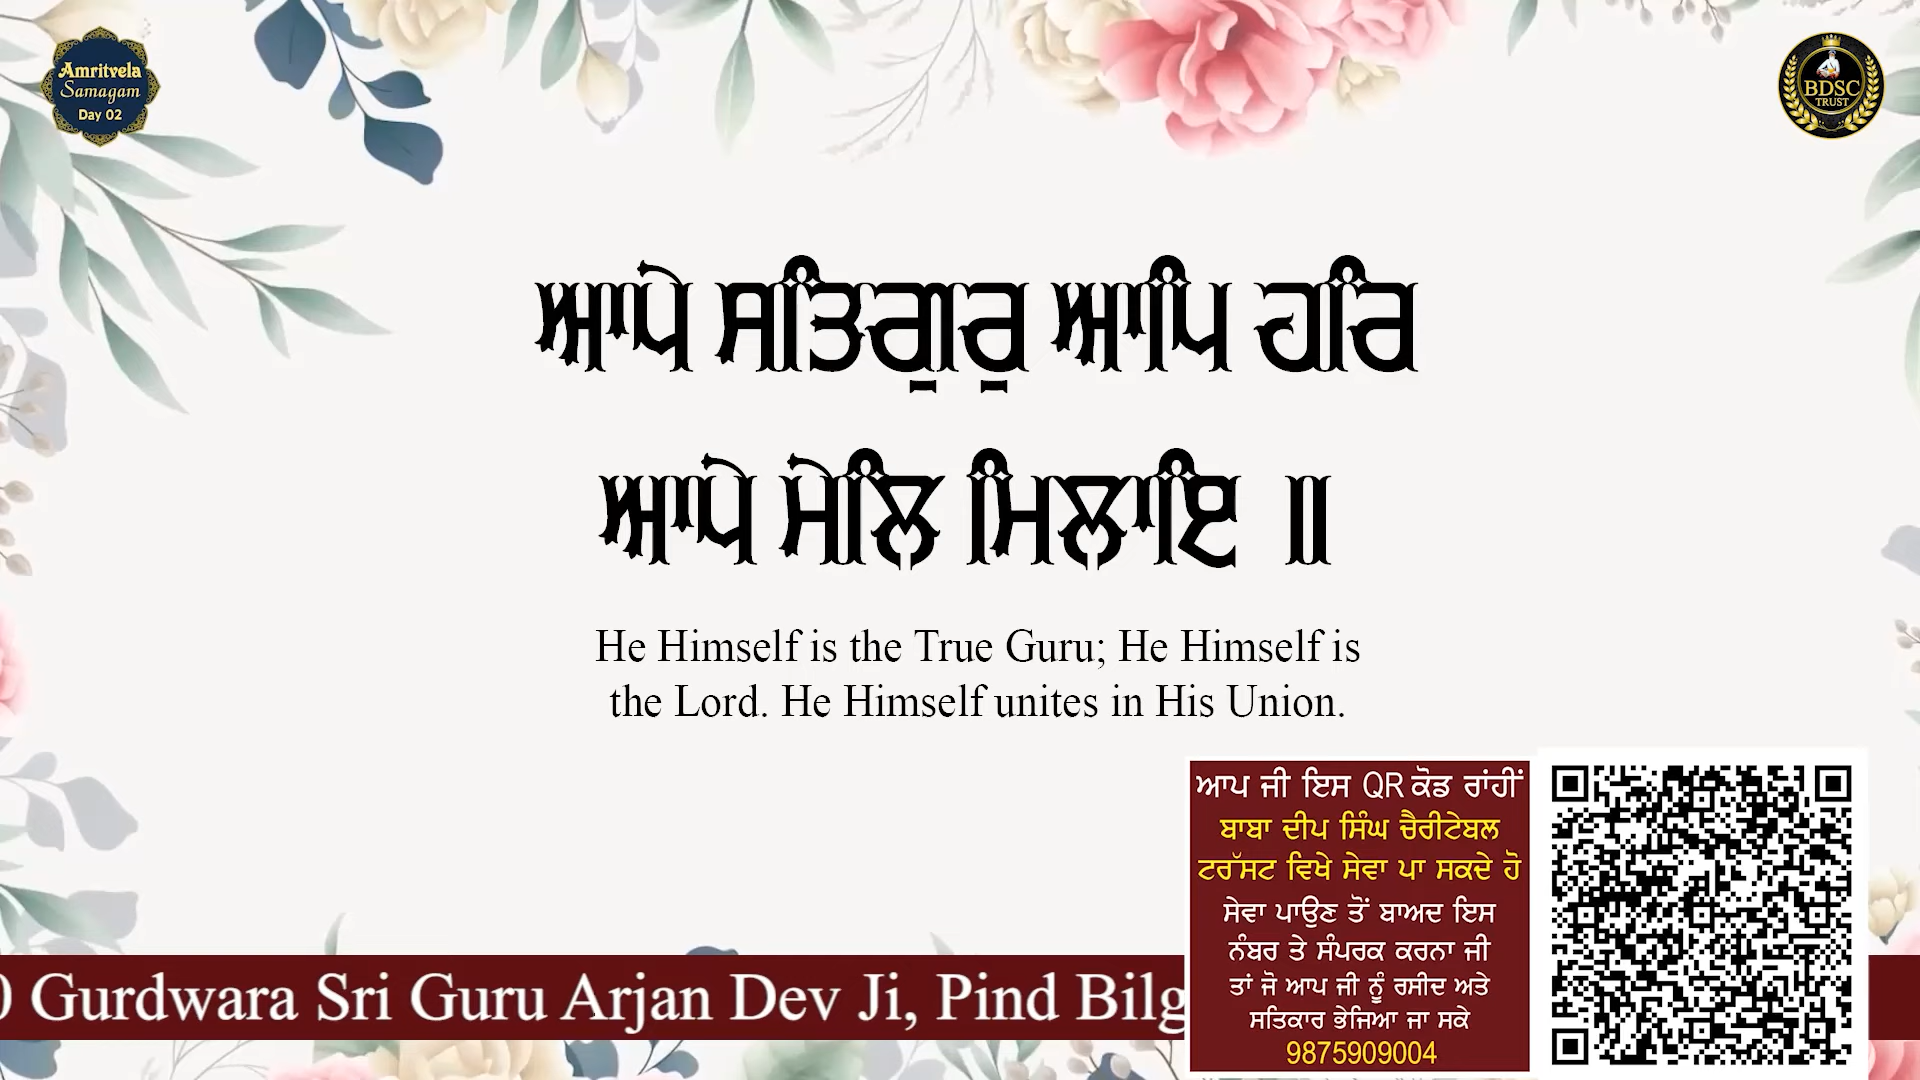 Amritvela
Samagam
Day 02
BDSC
TRUST
ਆਪੇ ਸਤਿਗੁਰੁ ਆਪਿ ਹਰਿ
ਆਪੇ ਮੇਲਿ ਮਿਲਾਇ ॥
He Himself is the True Guru; He Himself is
the Lord. He Himself unites in His Union.
ਆਪ ਜੀ ਇਸ QR ਕੋਡ ਰਾਂਹੀਂ
ਬਾਬਾ ਦੀਪ ਸਿੰਘ ਚੈਰੀਟੇਬਲ
ਟਰੱਸਟ ਵਿਖੇ ਸੇਵਾ ਪਾ ਸਕਦੇ ਹੋ
ਸੇਵਾ ਪਾਉਣ ਤੋਂ ਬਾਅਦ ਇਸ
ਨੰਬਰ ਤੇ ਸੰਪਰਕ ਕਰਨਾ ਜੀ
ਤਾਂ ਜੋ ਆਪ ਜੀ ਨੂੰ ਰਸੀਦ ਅਤੇ
ਸਤਿਕਾਰ ਭੇਜਿਆ ਜਾ ਸਕੇ
9875909004
Gurdwara Sri Guru Arjan Dev Ji, Pind Bilg